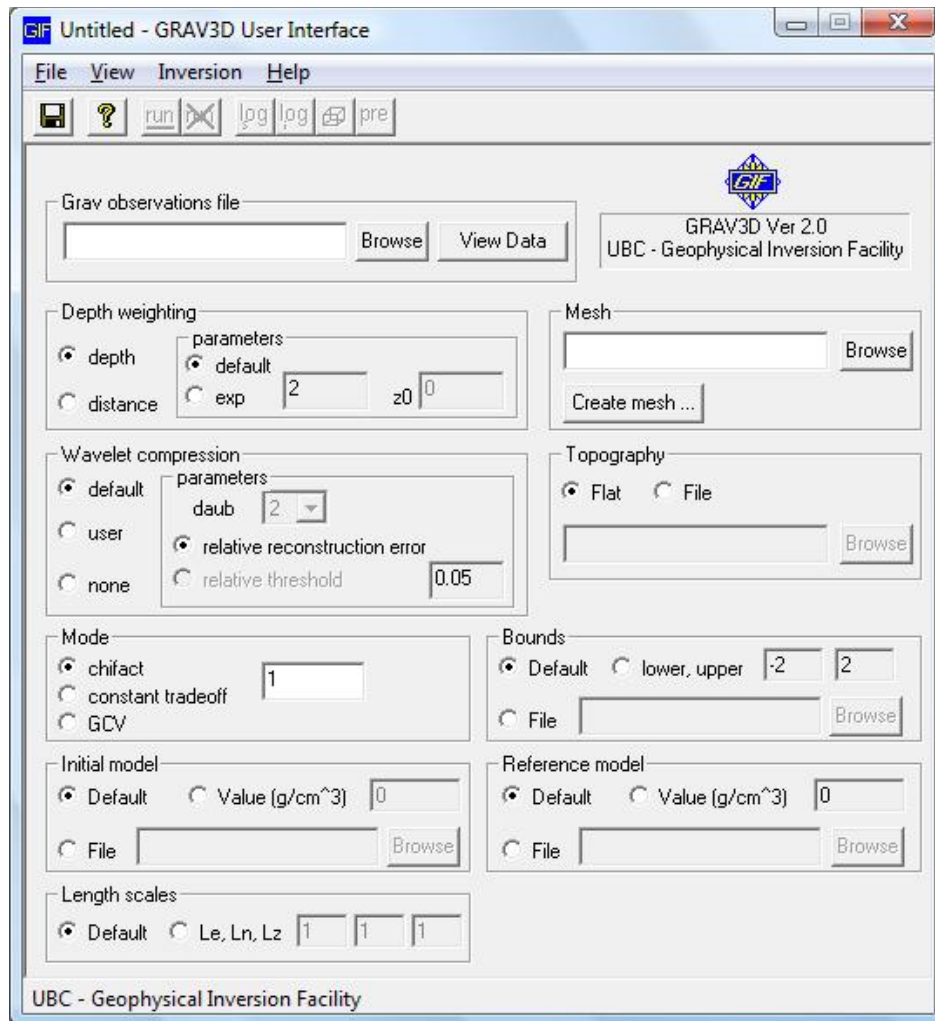 GIF Untitled - GRAV3D User Interface
File View Inversion Help
run run log log pre
GIF
Grav observations file
Browse View Data
GRAV3D Ver 2.0
UBC - Geophysical Inversion Facility
Depth weighting
parameters
depth
default
distance
exp 2 z0 0
Mesh
Browse
Create mesh ...
Wavelet compression
parameters
default
daub 2
user
relative reconstruction error
none
relative threshold 0.05
Topography
Flat File
Browse
Mode
chifact
1
constant tradeoff
GCV
Bounds
Default lower, upper -2 2
File Browse
Initial model
Default Value (g/cm^3) 0
File Browse
Reference model
Default Value (g/cm^3) 0
File Browse
Length scales
Default Le, Ln, Lz 1 1 1
UBC - Geophysical Inversion Facility